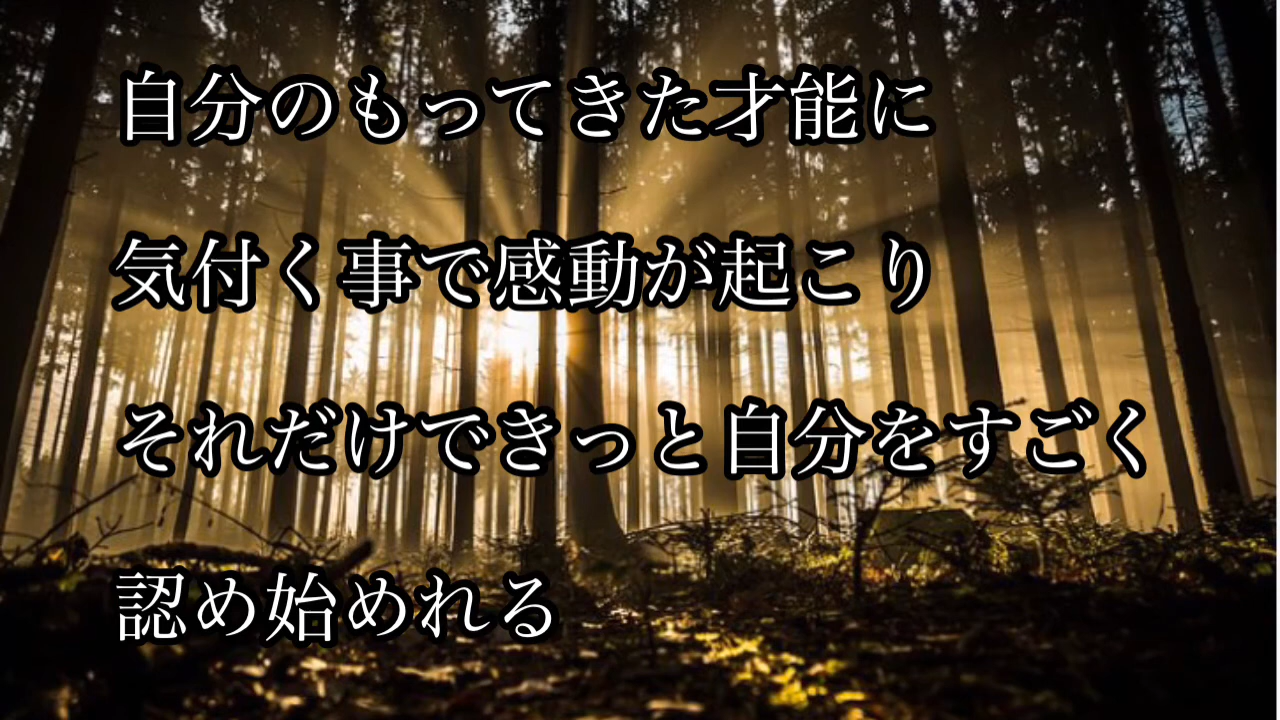 自分のもってきた才能に
気付く事で感動が起こり
それだけできっと自分をすごく
認め始めれる